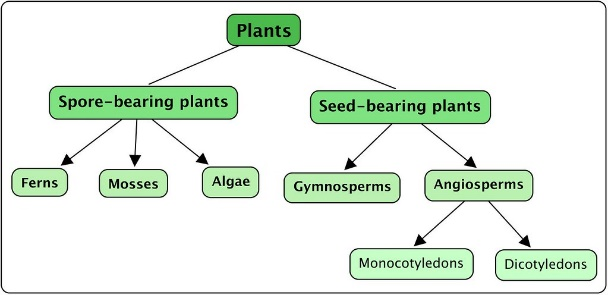 Plants
Spore-bearing plants
Seed-bearing plants
Ferns
Mosses
Algae
Gymnosperms
Angiosperms
Monocotyledons
Dicotyledons